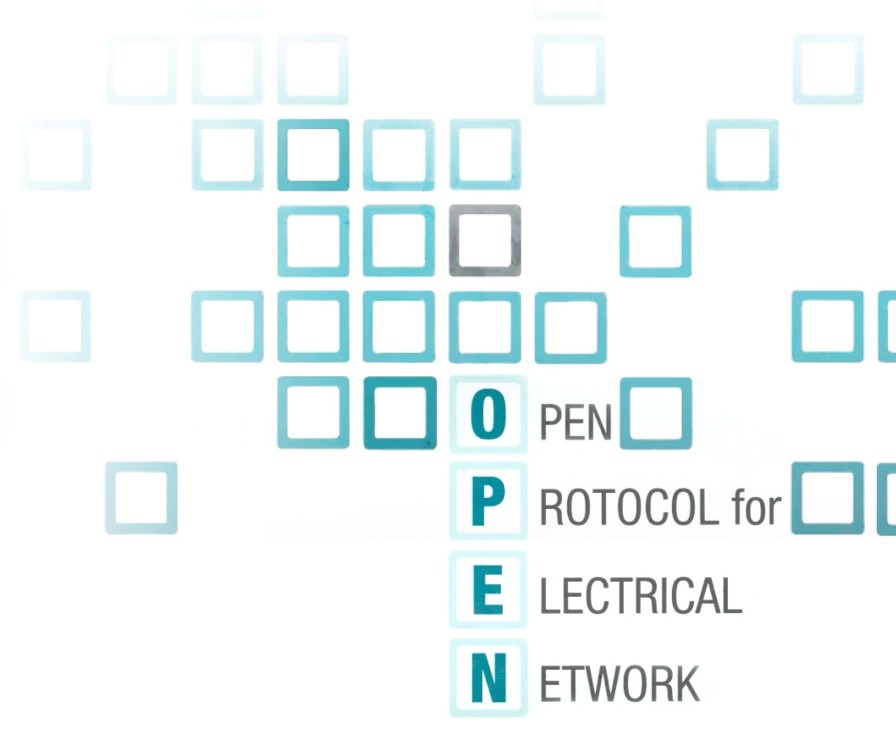 OPEN
PROTOCOL for
ELECTRICAL
NETWORK